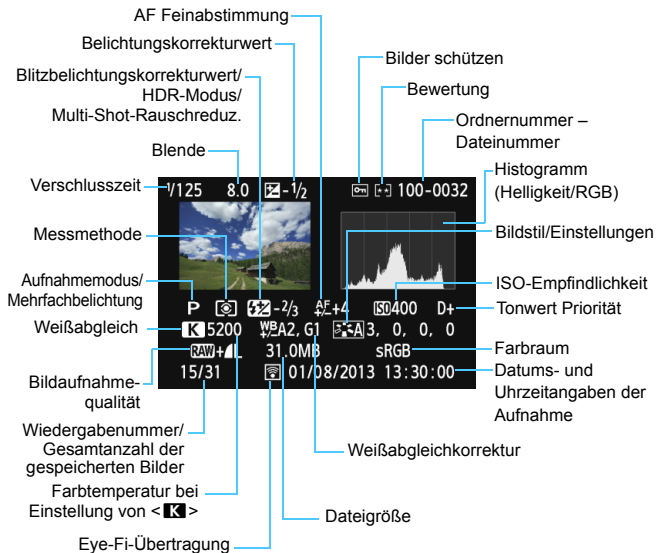 AF Feinabstimmung
Belichtungskorrekturwert
Blitzbelichtungskorrekturwert/
HDR-Modus/
Multi-Shot-Rauschreduz.
Blende
Verschlusszeit
Messmethode
Aufnahmemodus/
Mehrfachbelichtung
Weißabgleich
Bildaufnahme-
qualität
Wiedergabenummer/
Gesamtanzahl der
gespeicherten Bilder
Farbtemperatur bei
Einstellung von <K>
Eye-Fi-Übertragung
Bilder schützen
Bewertung
Ordnernummer –
Dateinummer
Histogramm
(Helligkeit/RGB)
Bildstil/Einstellungen
ISO-Empfindlichkeit
Tonwert Priorität
Farbraum
Datums- und
Uhrzeitangaben der
Aufnahme
Weißabgleichkorrektur
Dateigröße
1/125 8.0 -1/2 100-0032
P -2/3 AF+4 ISO 400 D+
K 5200 WB A2, G1 A 3, 0, 0, 0
RAW+L 31.0MB sRGB
15/31 01/08/2013 13:30:00